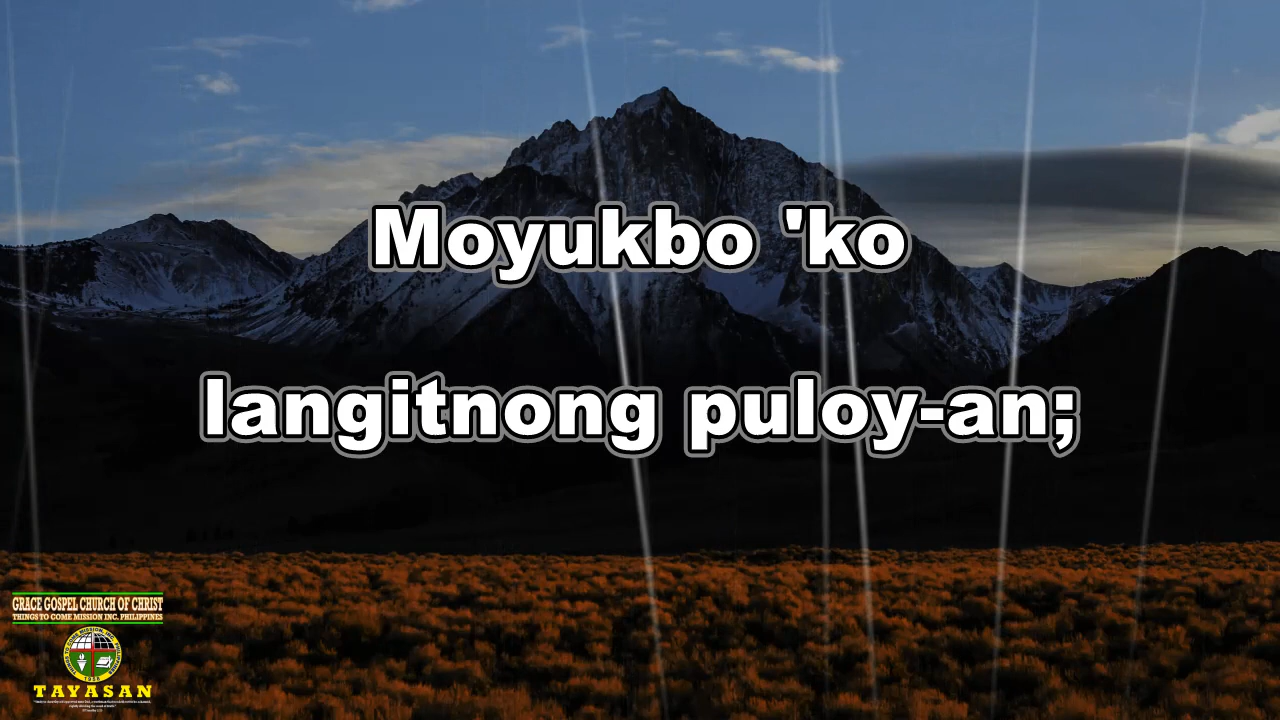 Moyukbo 'ko
langitnong puloy-an;
GRACE GOSPEL CHURCH OF CHRIST
THINGS TO COME MISSION INC. PHILIPPINES
TAYASAN